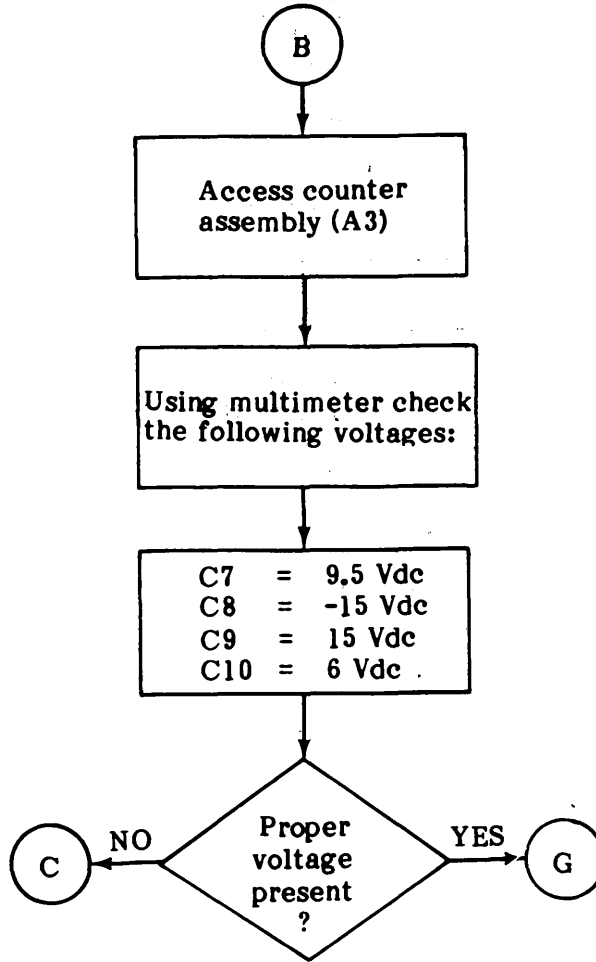 B
Access counter
assembly (A3)
Using multimeter check
the following voltages:
C7 = 9.5 Vdc
C8 = -15 Vdc
C9 = 15 Vdc
C10 = 6 Vdc
NO
Proper
voltage
present
?
YES
C
G